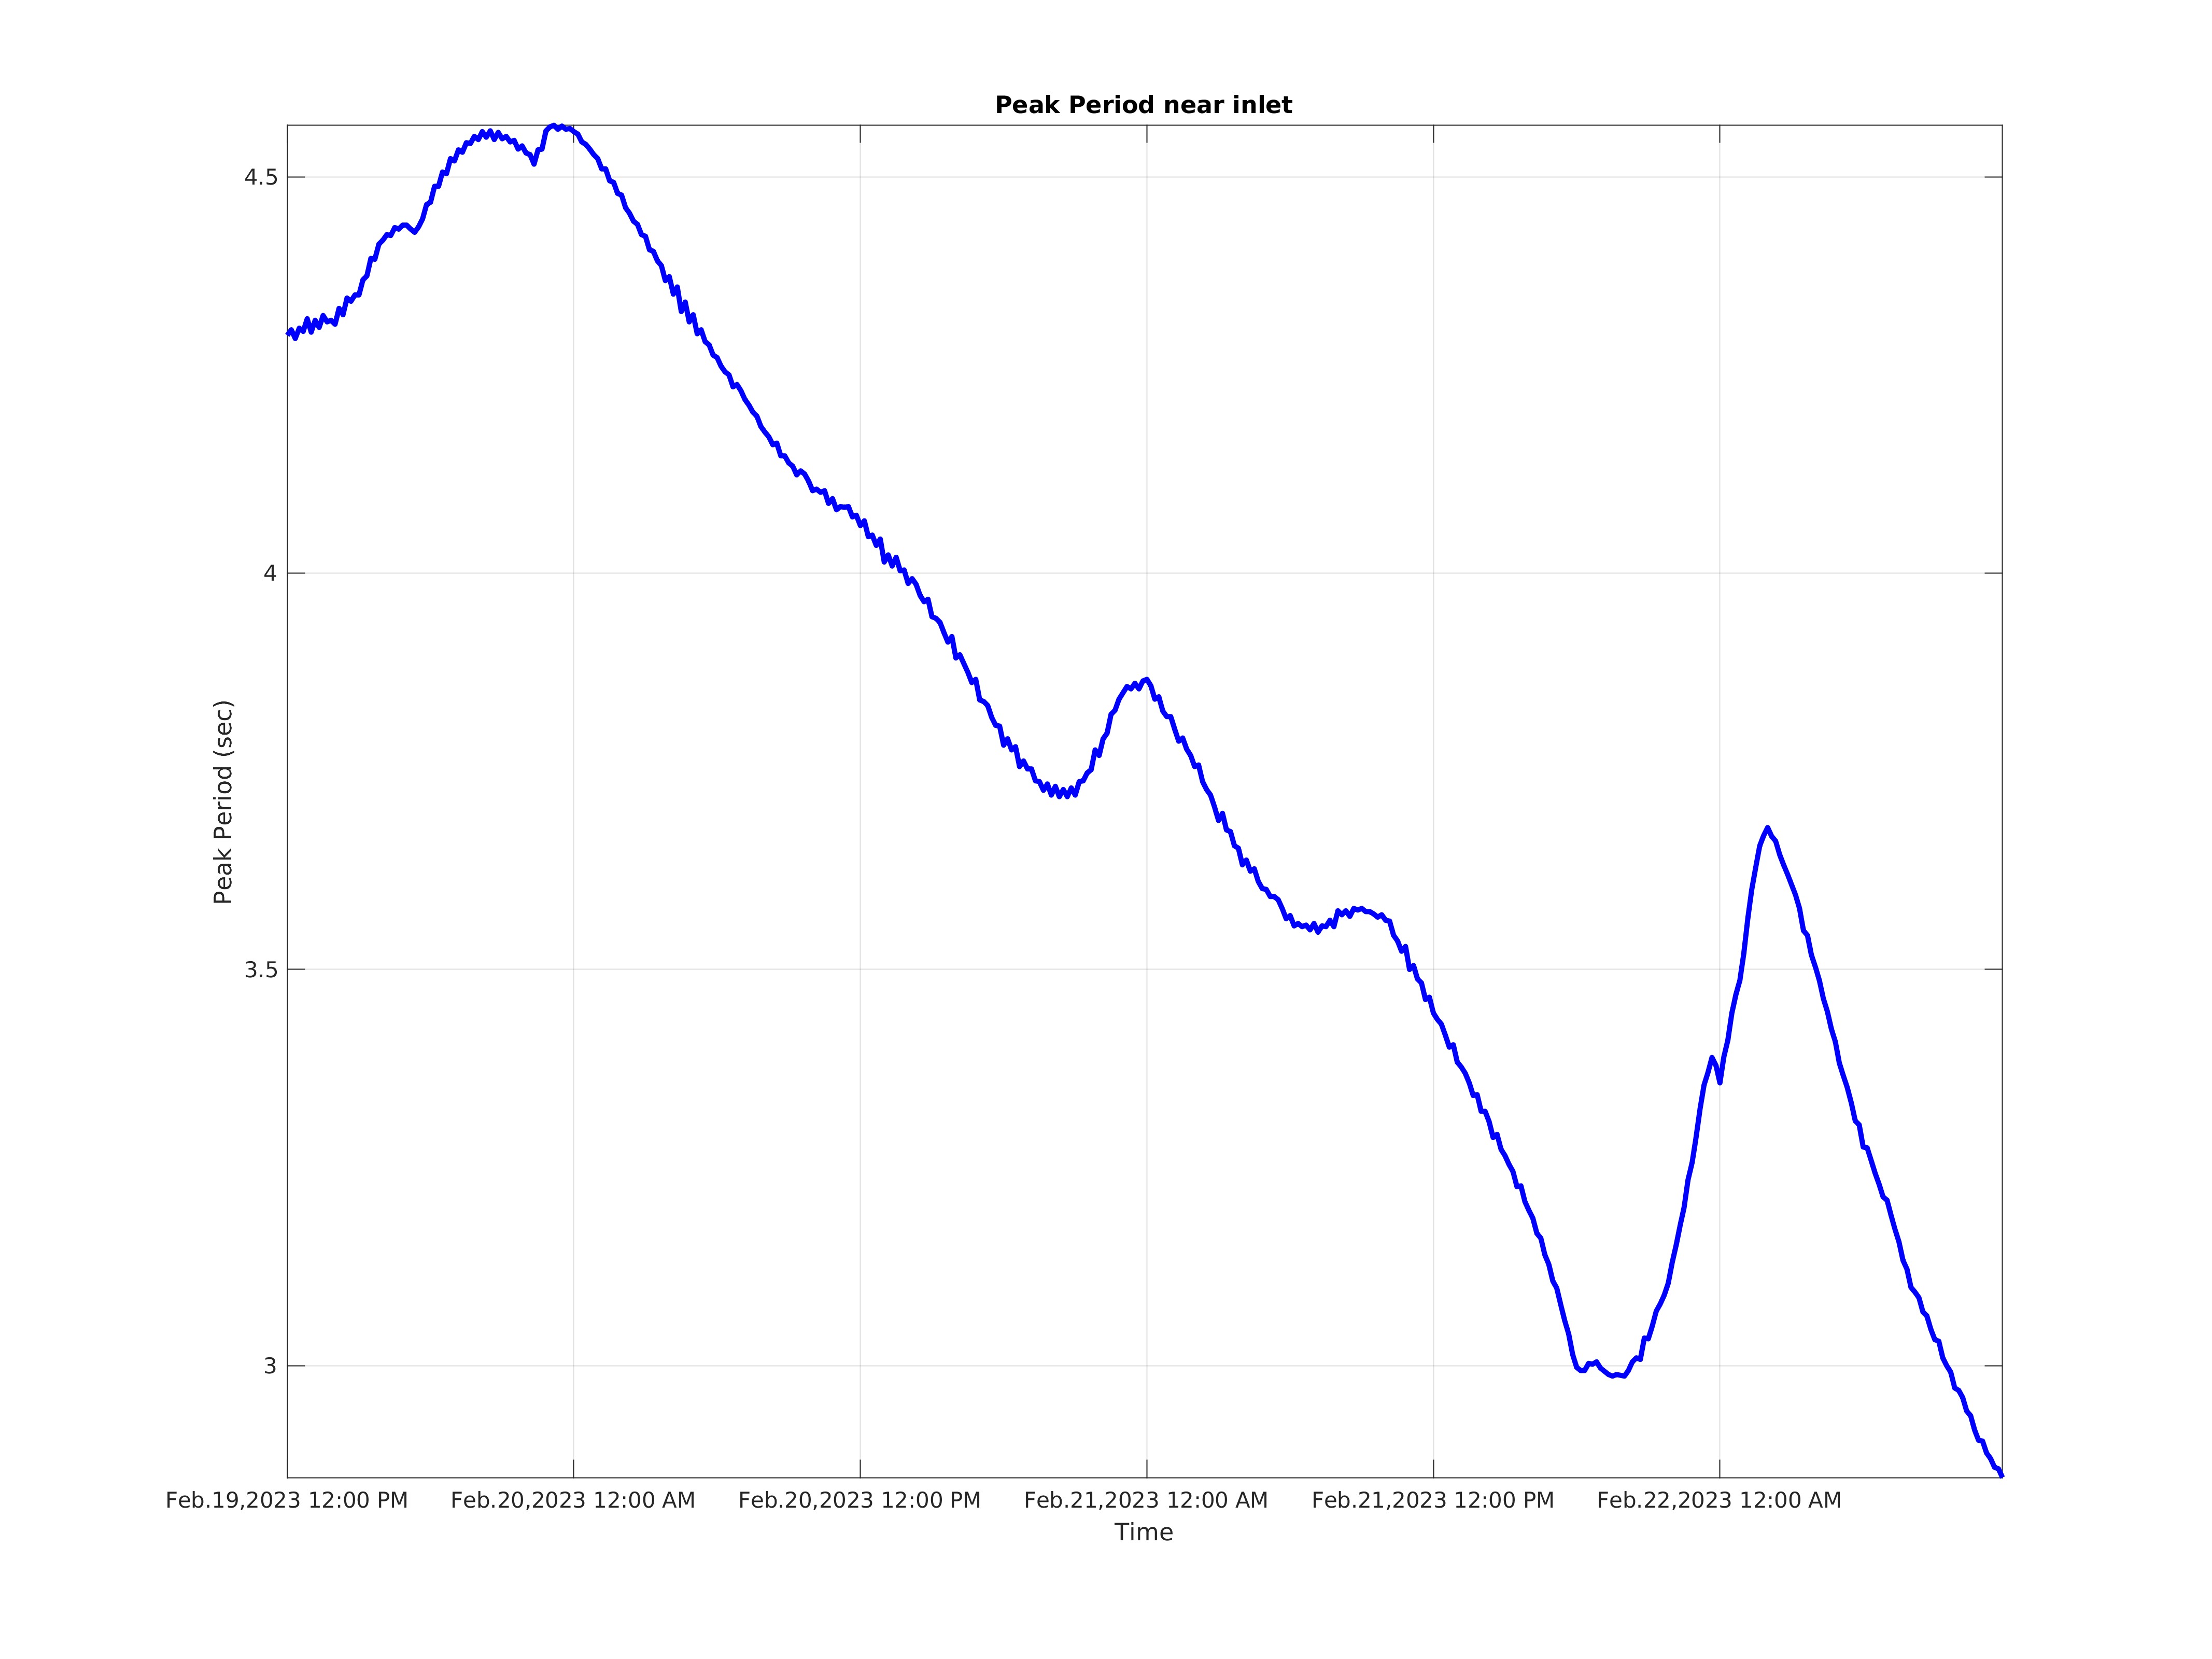 Peak Period near inlet
4.5
4
3.5
3
Peak Period (sec)
Feb.19,2023 12:00 PM Feb.20,2023 12:00 AM Feb.20,2023 12:00 PM Feb.21,2023 12:00 AM Feb.21,2023 12:00 PM Feb.22,2023 12:00 AM
Time